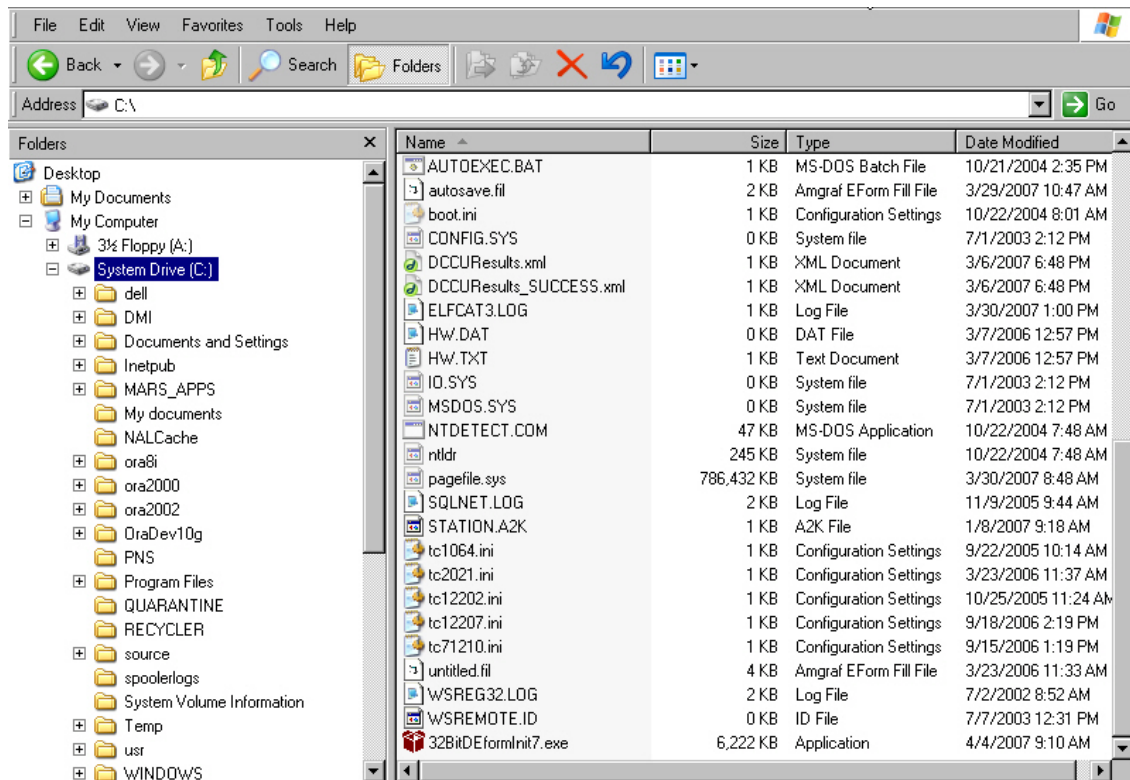 File Edit View Favorites Tools Help
Back Search Folders
Address C:\ Go
Folders x
Desktop
My Documents
My Computer
3½ Floppy (A:)
System Drive (C:)
dell
DMI
Documents and Settings
Inetpub
MARS_APPS
My documents
NALCache
ora8i
ora2000
ora2002
OraDev10g
PNS
Program Files
QUARANTINE
RECYCLER
source
spoolerlogs
System Volume Information
Temp
usr
WINDOWS
Name Size Type Date Modified
AUTOEXEC.BAT 1 KB MS-DOS Batch File 10/21/2004 2:35 PM
autosave.fil 2 KB Amgraf EForm Fill File 3/29/2007 10:47 AM
boot.ini 1 KB Configuration Settings 10/22/2004 8:01 AM
CONFIG.SYS 0 KB System file 7/1/2003 2:12 PM
DCCUResults.xml 1 KB XML Document 3/6/2007 6:48 PM
DCCUResults_SUCCESS.xml 1 KB XML Document 3/6/2007 6:48 PM
ELFCAT3.LOG 1 KB Log File 3/30/2007 1:00 PM
HW.DAT 0 KB DAT File 3/7/2006 12:57 PM
HW.TXT 1 KB Text Document 3/7/2006 12:57 PM
IO.SYS 0 KB System file 7/1/2003 2:12 PM
MSDOS.SYS 0 KB System file 7/1/2003 2:12 PM
NTDETECT.COM 47 KB MS-DOS Application 10/22/2004 7:48 AM
ntldr 245 KB System file 10/22/2004 7:48 AM
pagefile.sys 786,432 KB System file 3/30/2007 8:48 AM
SQLNET.LOG 2 KB Log File 11/9/2005 9:44 AM
STATION.A2K 1 KB A2K File 1/8/2007 9:18 AM
tc1064.ini 1 KB Configuration Settings 9/22/2005 10:14 AM
tc2021.ini 1 KB Configuration Settings 3/23/2006 11:37 AM
tc12202.ini 1 KB Configuration Settings 10/25/2005 11:24 AM
tc12207.ini 1 KB Configuration Settings 9/18/2006 2:19 PM
tc71210.ini 1 KB Configuration Settings 9/15/2006 1:19 PM
untitled.fil 4 KB Amgraf EForm Fill File 3/23/2006 11:33 AM
WSREG32.LOG 2 KB Log File 7/2/2002 8:52 AM
WSREMOTE.ID 0 KB ID File 7/7/2003 12:31 PM
32BitDEformInit7.exe 6,222 KB Application 4/4/2007 9:10 AM